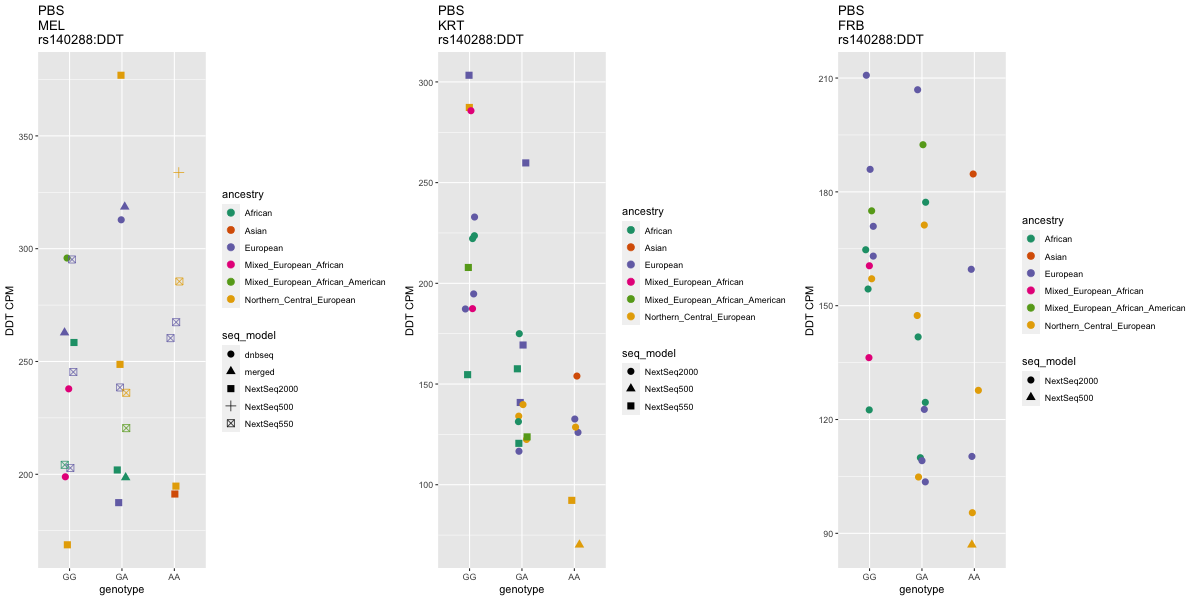 PBS
MEL
rs140288:DDT
DDT CPM
350
300
250
200
GG
GA
AA
genotype
ancestry
African
Asian
European
Mixed_European_African
Mixed_European_African_American
Northern_Central_European
seq_model
dnbseq
merged
NextSeq2000
NextSeq500
NextSeq550
PBS
KRT
rs140288:DDT
DDT CPM
300
250
200
150
100
GG
GA
AA
genotype
ancestry
African
Asian
European
Mixed_European_African
Mixed_European_African_American
Northern_Central_European
seq_model
NextSeq2000
NextSeq500
NextSeq550
PBS
FRB
rs140288:DDT
DDT CPM
210
180
150
120
90
GG
GA
AA
genotype
ancestry
African
Asian
European
Mixed_European_African
Mixed_European_African_American
Northern_Central_European
seq_model
NextSeq2000
NextSeq500